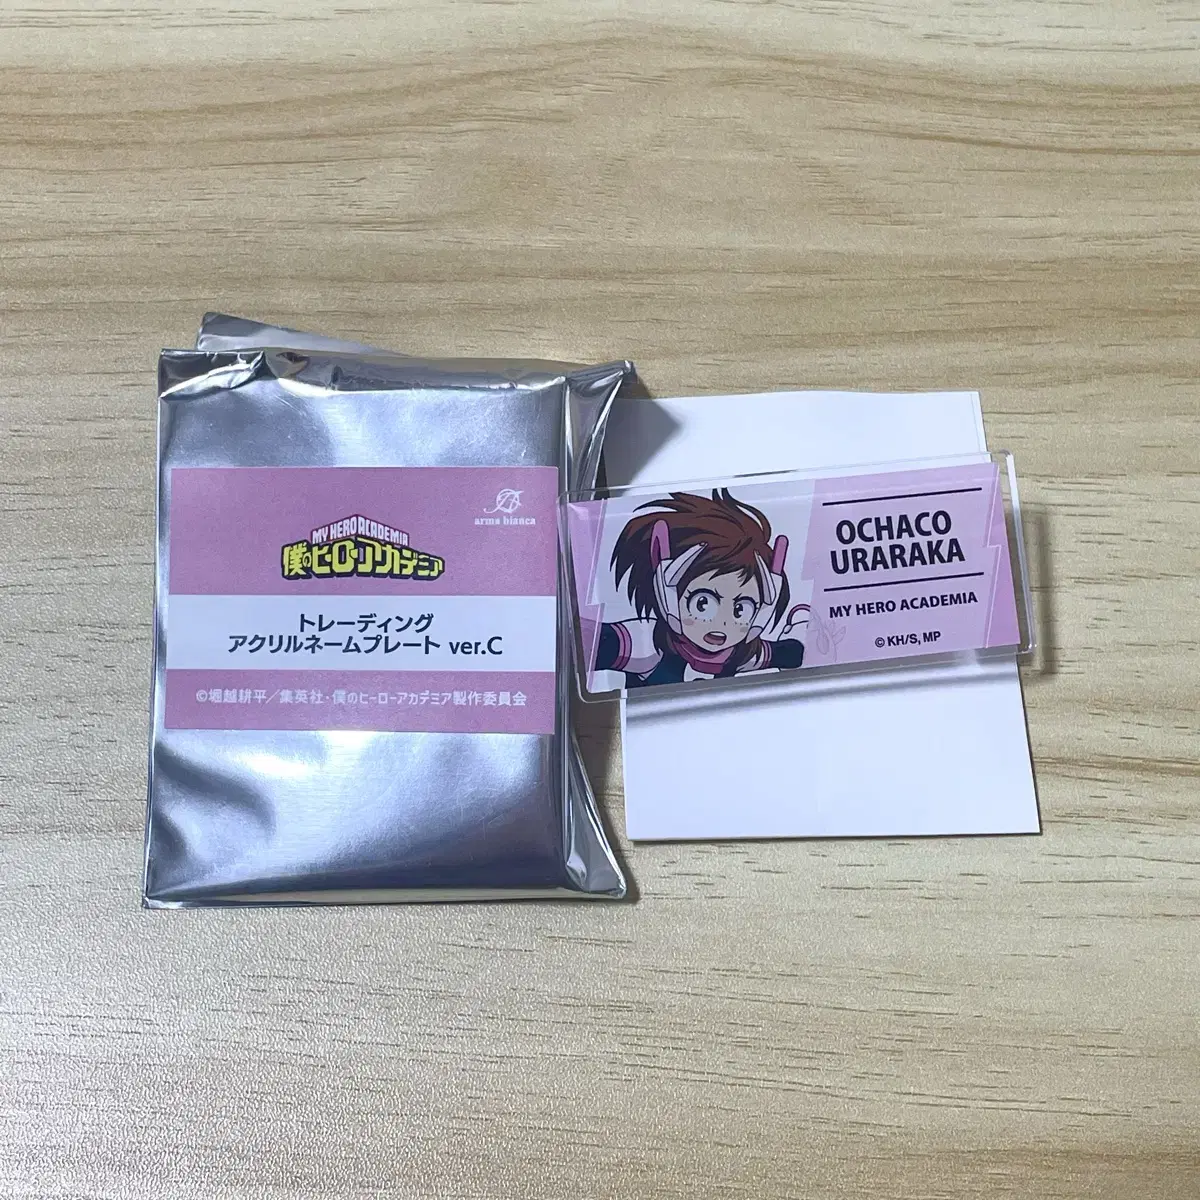 arma bianca
MY HERO ACADEMIA
僕のヒーローアカデミア
トレーディング
アクリルネームプレート ver.C
©堀越耕平／集英社・僕のヒーローアカデミア製作委員会
OCHACO
URARAKA
MY HERO ACADEMIA
© KH/S, MP